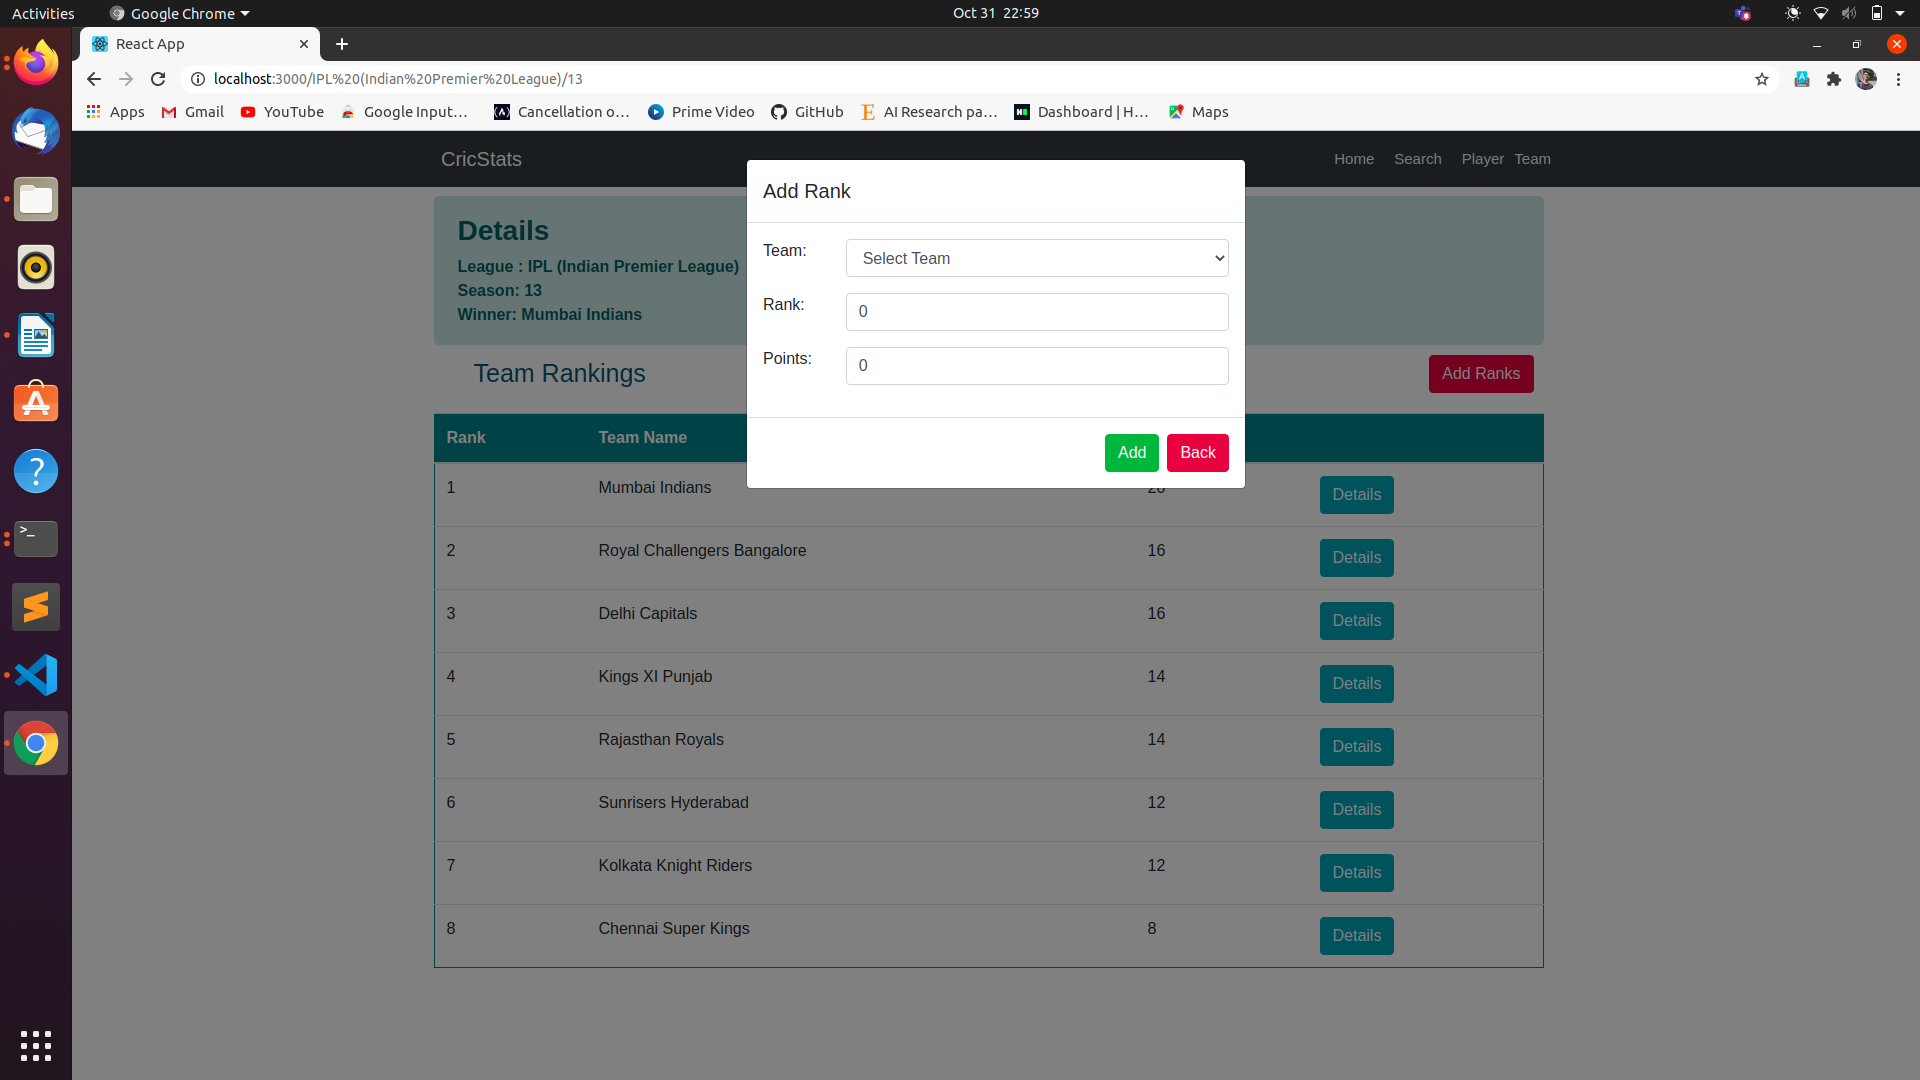 Activities Google Chrome Oct 31 22:59
React App
localhost:3000/IPL%20(Indian%20Premier%20League)/13
Apps Gmail YouTube Google Input… Cancellation o… Prime Video GitHub AI Research pa… Dashboard | H… Maps
CricStats Home Search Player Team
Add Rank
Details
Team: Select Team
League : IPL (Indian Premier League)
Season: 13
Rank: 0
Winner: Mumbai Indians
Points: 0
Team Rankings Add Ranks
Rank Team Name
Add Back
1 Mumbai Indians Details
2 Royal Challengers Bangalore 16 Details
3 Delhi Capitals 16 Details
4 Kings XI Punjab 14 Details
5 Rajasthan Royals 14 Details
6 Sunrisers Hyderabad 12 Details
7 Kolkata Knight Riders 12 Details
8 Chennai Super Kings 8 Details